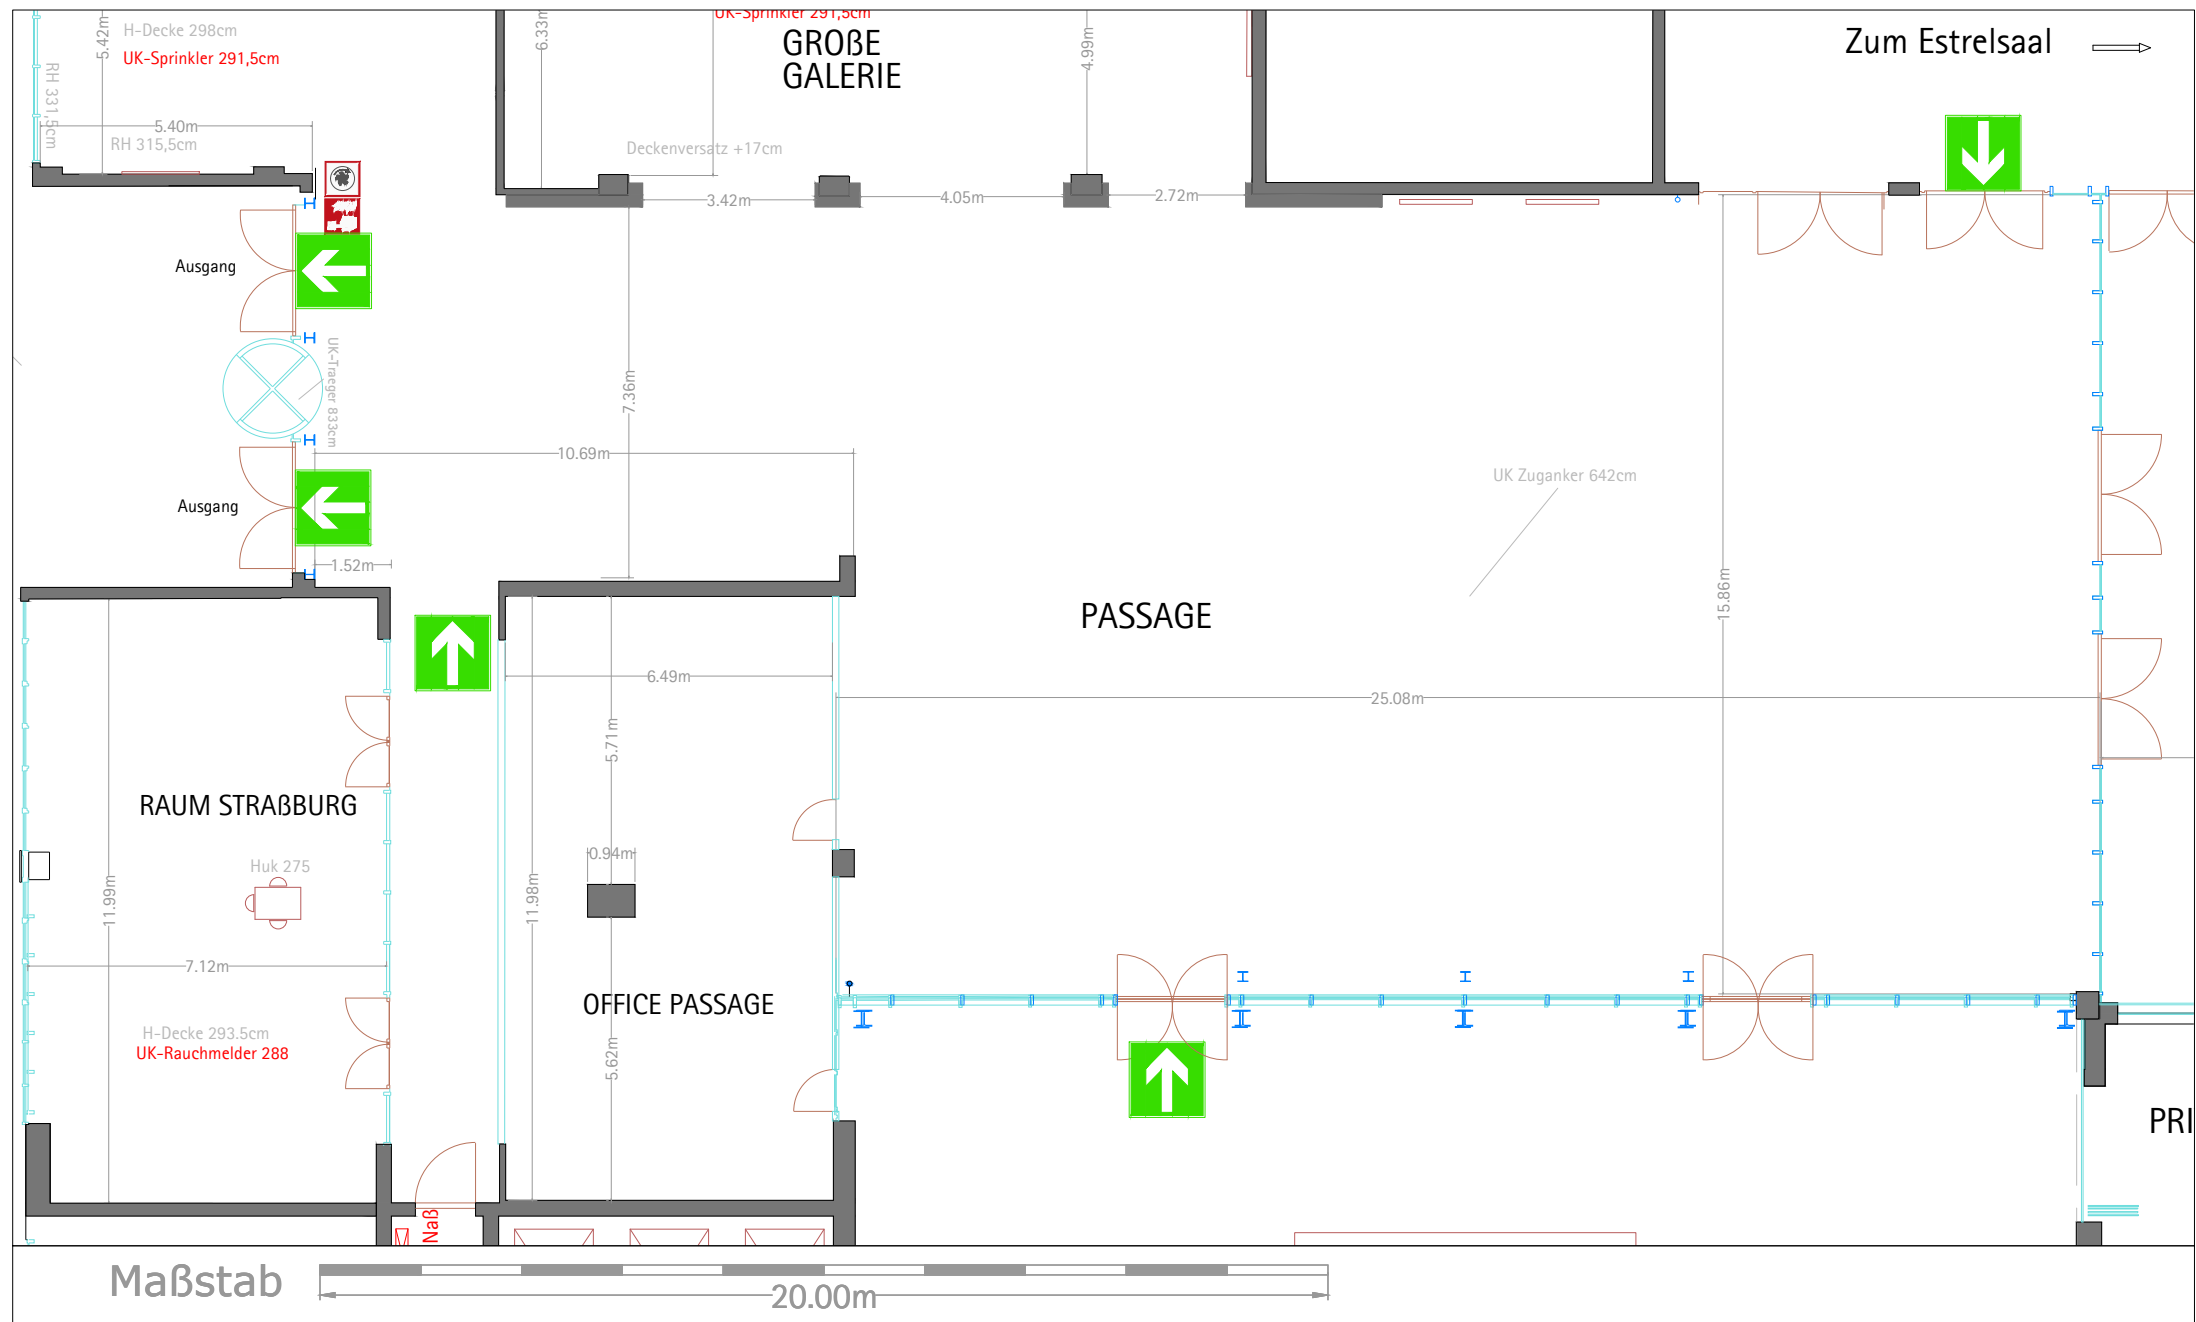 5.42m
H-Decke 298cm
UK-Sprinkler 291,5cm
RH 331,5cm
5.40m
RH 315,5cm
6.33m
UK-Sprinkler 291,5cm
GROßE
GALERIE
4.99m
Zum Estrelsaal
Deckenversatz +17cm
3.42m
4.05m
2.72m
Ausgang
UK-Traeger 833cm
7.36m
10.69m
Ausgang
UK Zuganker 642cm
1.52m
PASSAGE
15.86m
6.49m
25.08m
5.71m
RAUM STRAßBURG
Huk 275
0.94m
11.99m
11.98m
7.12m
OFFICE PASSAGE
H-Decke 293.5cm
UK-Rauchmelder 288
5.62m
PRI
Naß
Maßstab
20.00m